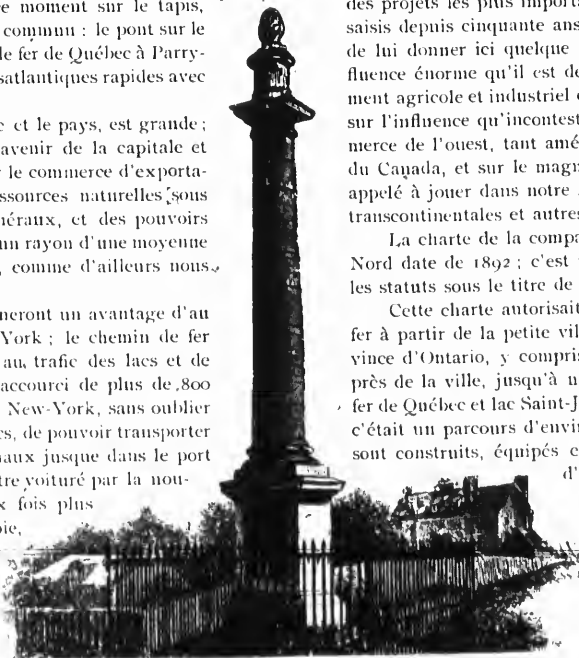 re moment sur le tapis,
commun : le pont sur le
le fer de Québec à Parry-
satlantiques rapides avec
c et le pays, est grande ;
avenir de la capitale et
r le commerce d'exporta-
ssources naturelles sous
néraux, et des pouvoirs
un rayon d'une moyenne
, comme d'ailleurs nous
neront un avantage d'au
York ; le chemin de fer
au trafic des lacs et de
accourci de plus de 800
New-York, sans oublier
rs, de pouvoir transporter
naux jusque dans le port
tre voituré par la nou-
x fois plus
oie,
des projets les plus importa
saisis depuis cinquante ans
de lui donner ici quelque
fluence énorme qu'il est de
ment agricole et industriel
sur l'influence qu'incontest
merce de l'ouest, tant amé
du Canada, et sur le magn
appelé à jouer dans notre
transcontinentales et autres
La charte de la compa
Nord date de 1892 ; c'est
les statuts sous le titre de
Cette charte autorisait
fer à partir de la petite vil
vince d'Ontario, y compris
près de la ville, jusqu'à u
fer de Québec et lac Saint-J
c'était un parcours d'envir
sont construits, équipés c
d'